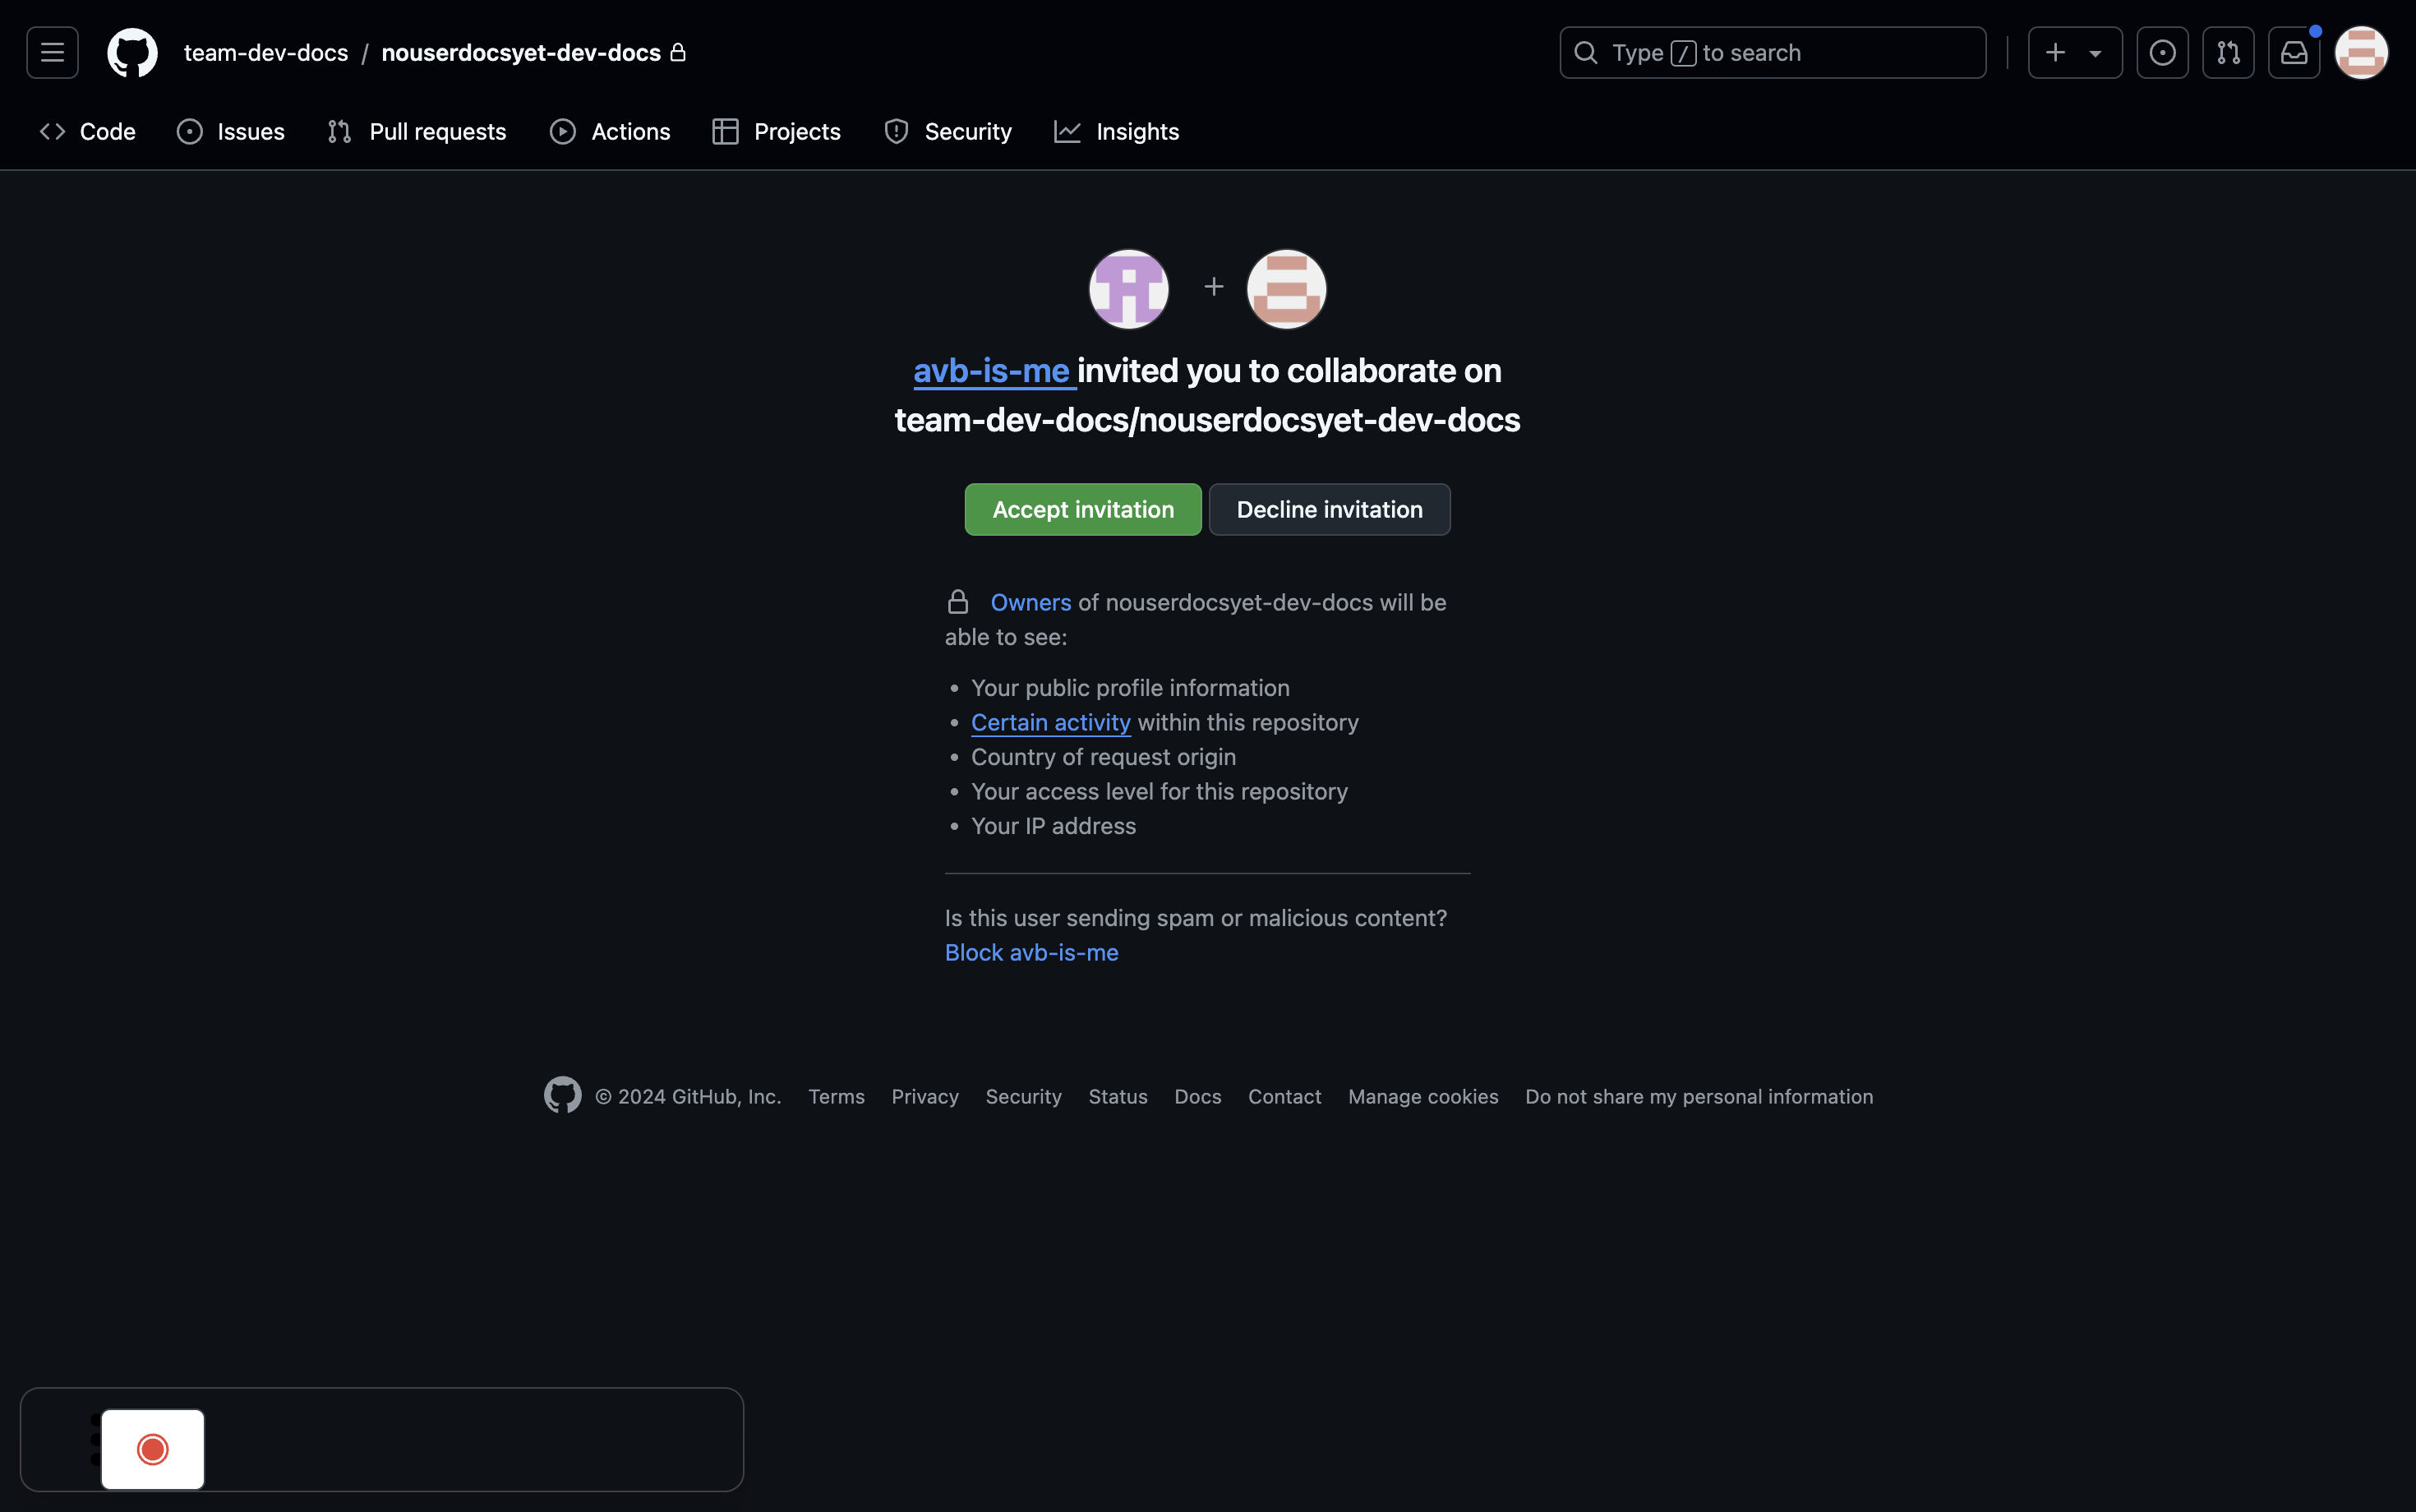 team-dev-docs / nouserdocsyet-dev-docs
Type / to search
Code Issues Pull requests Actions Projects Security Insights
avb-is-me invited you to collaborate on
team-dev-docs/nouserdocsyet-dev-docs
Accept invitation Decline invitation
Owners of nouserdocsyet-dev-docs will be
able to see:
• Your public profile information
• Certain activity within this repository
• Country of request origin
• Your access level for this repository
• Your IP address
Is this user sending spam or malicious content?
Block avb-is-me
© 2024 GitHub, Inc. Terms Privacy Security Status Docs Contact Manage cookies Do not share my personal information